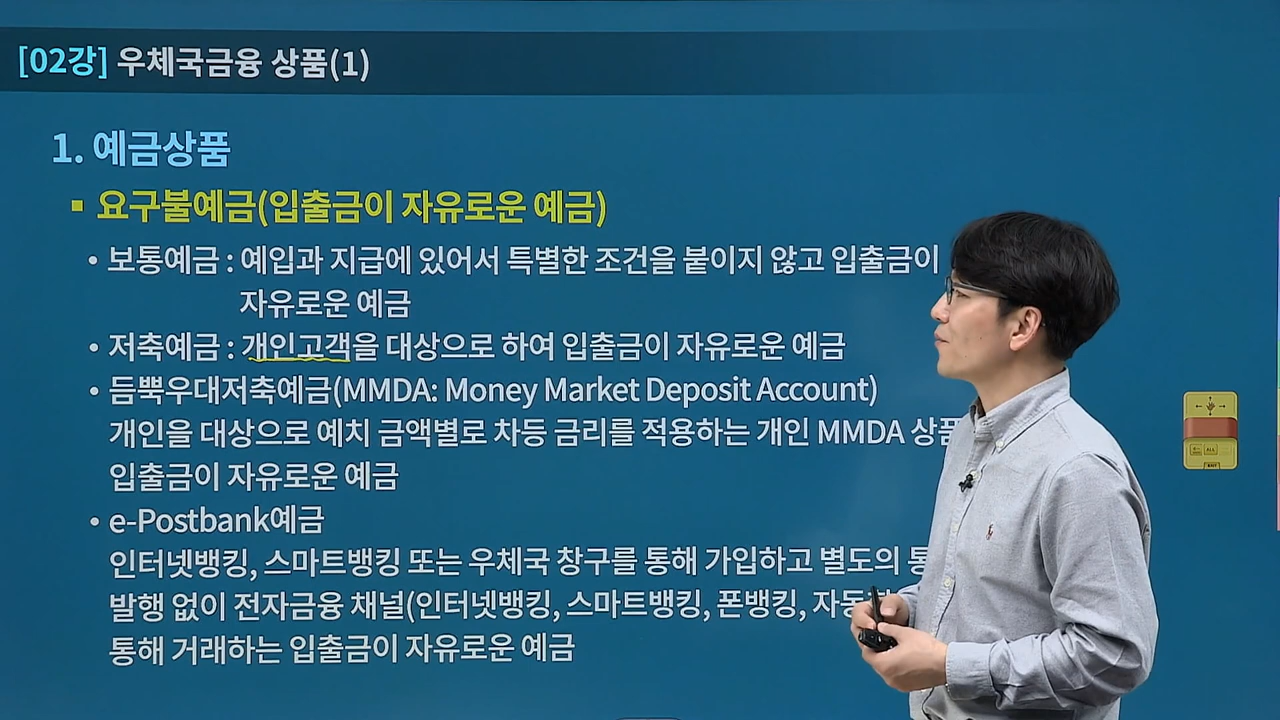 [02강] 우체국금융 상품(1)
1. 예금상품
▪ 요구불예금(입출금이 자유로운 예금)
• 보통예금 : 예입과 지급에 있어서 특별한 조건을 붙이지 않고 입출금이
자유로운 예금
• 저축예금 : 개인고객을 대상으로 하여 입출금이 자유로운 예금
• 듬뿍우대저축예금(MMDA: Money Market Deposit Account)
개인을 대상으로 예치 금액별로 차등 금리를 적용하는 개인 MMDA
입출금이 자유로운 예금
• e-Postbank예금
인터넷뱅킹, 스마트뱅킹 또는 우체국 창구를 통해 가입하고 별도의
발행 없이 전자금융 채널(인터넷뱅킹, 스마트뱅킹, 폰뱅킹,
통해 거래하는 입출금이 자유로운 예금
ALL
EXIT